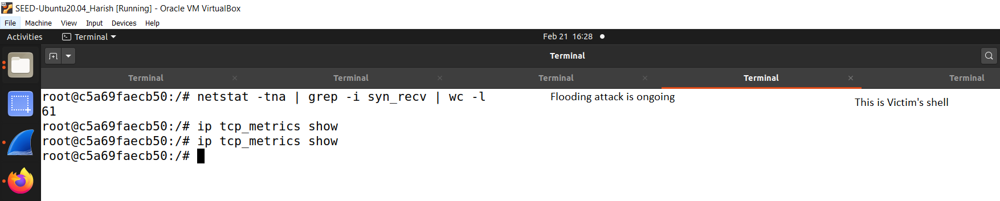 SEED-Ubuntu20.04_Harish [Running] - Oracle VM VirtualBox
File Machine View Input Devices Help
Activities Terminal Feb 21 16:28
Terminal
Terminal Terminal Terminal Terminal Terminal
root@c5a69faecb50:/# netstat -tna | grep -i syn_recv | wc -l Flooding attack is ongoing
This is Victim's shell
61
root@c5a69faecb50:/# ip tcp_metrics show
root@c5a69faecb50:/# ip tcp_metrics show
root@c5a69faecb50:/#